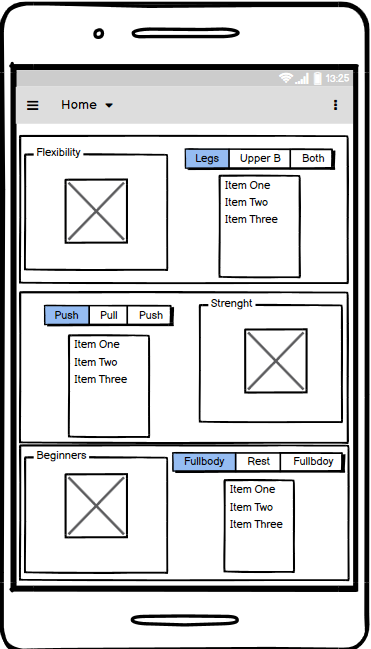 13:25
Home
Flexibility
Legs Upper B Both
Item One
Item Two
Item Three
Strenght
Push Pull Push
Item One
Item Two
Item Three
Beginners
Fullbody Rest Fullbdoy
Item One
Item Two
Item Three